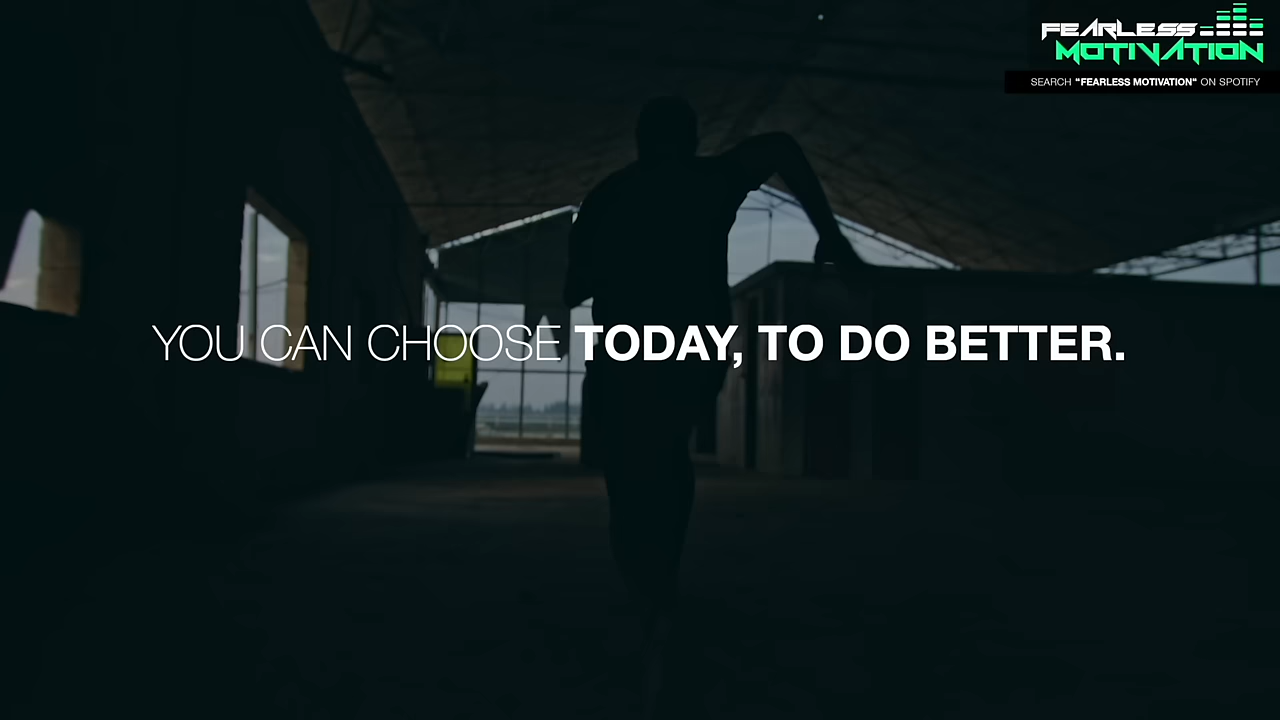 FEARLESS
MOTIVATION
SEARCH "FEARLESS MOTIVATION" ON SPOTIFY
YOU CAN CHOOSE TODAY, TO DO BETTER.